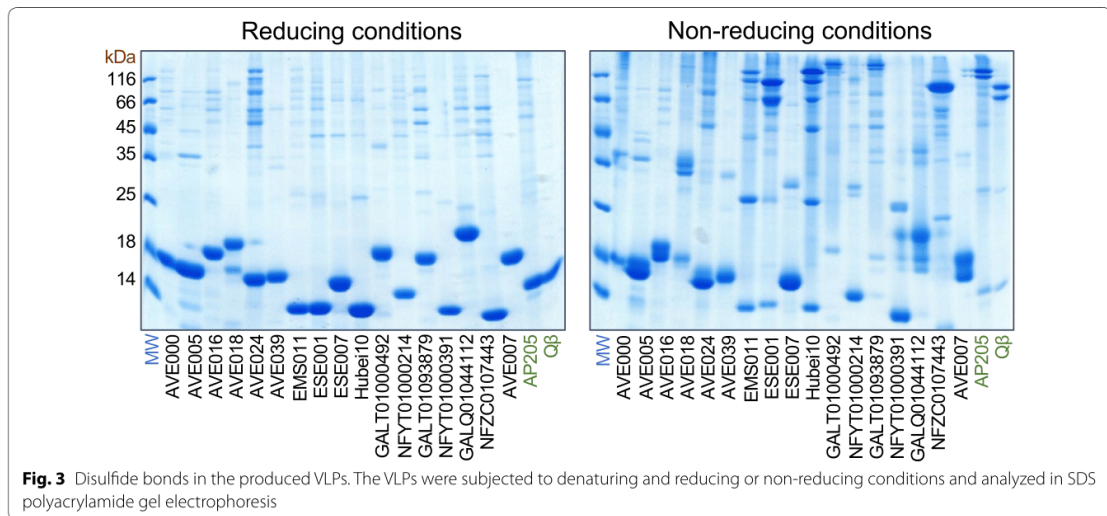 Reducing conditions
Non-reducing conditions
kDa
116
66
45
35
25
18
14
MW
AVE000
AVE005
AVE016
AVE018
AVE024
AVE039
EMS011
ESE001
ESE007
Hubei10
GALT01000492
NFYT01000214
GALT01093879
NFYT01000391
GALQ01044112
NFZC0107443
AVE007
AP205
Qβ
MW
AVE000
AVE005
AVE016
AVE018
AVE024
AVE039
EMS011
ESE001
ESE007
Hubei10
GALT01000492
NFYT01000214
GALT01093879
NFYT01000391
GALQ01044112
NFZC0107443
AVE007
AP205
Qβ
Fig. 3 Disulfide bonds in the produced VLPs. The VLPs were subjected to denaturing and reducing or non-reducing conditions and analyzed in SDS
polyacrylamide gel electrophoresis